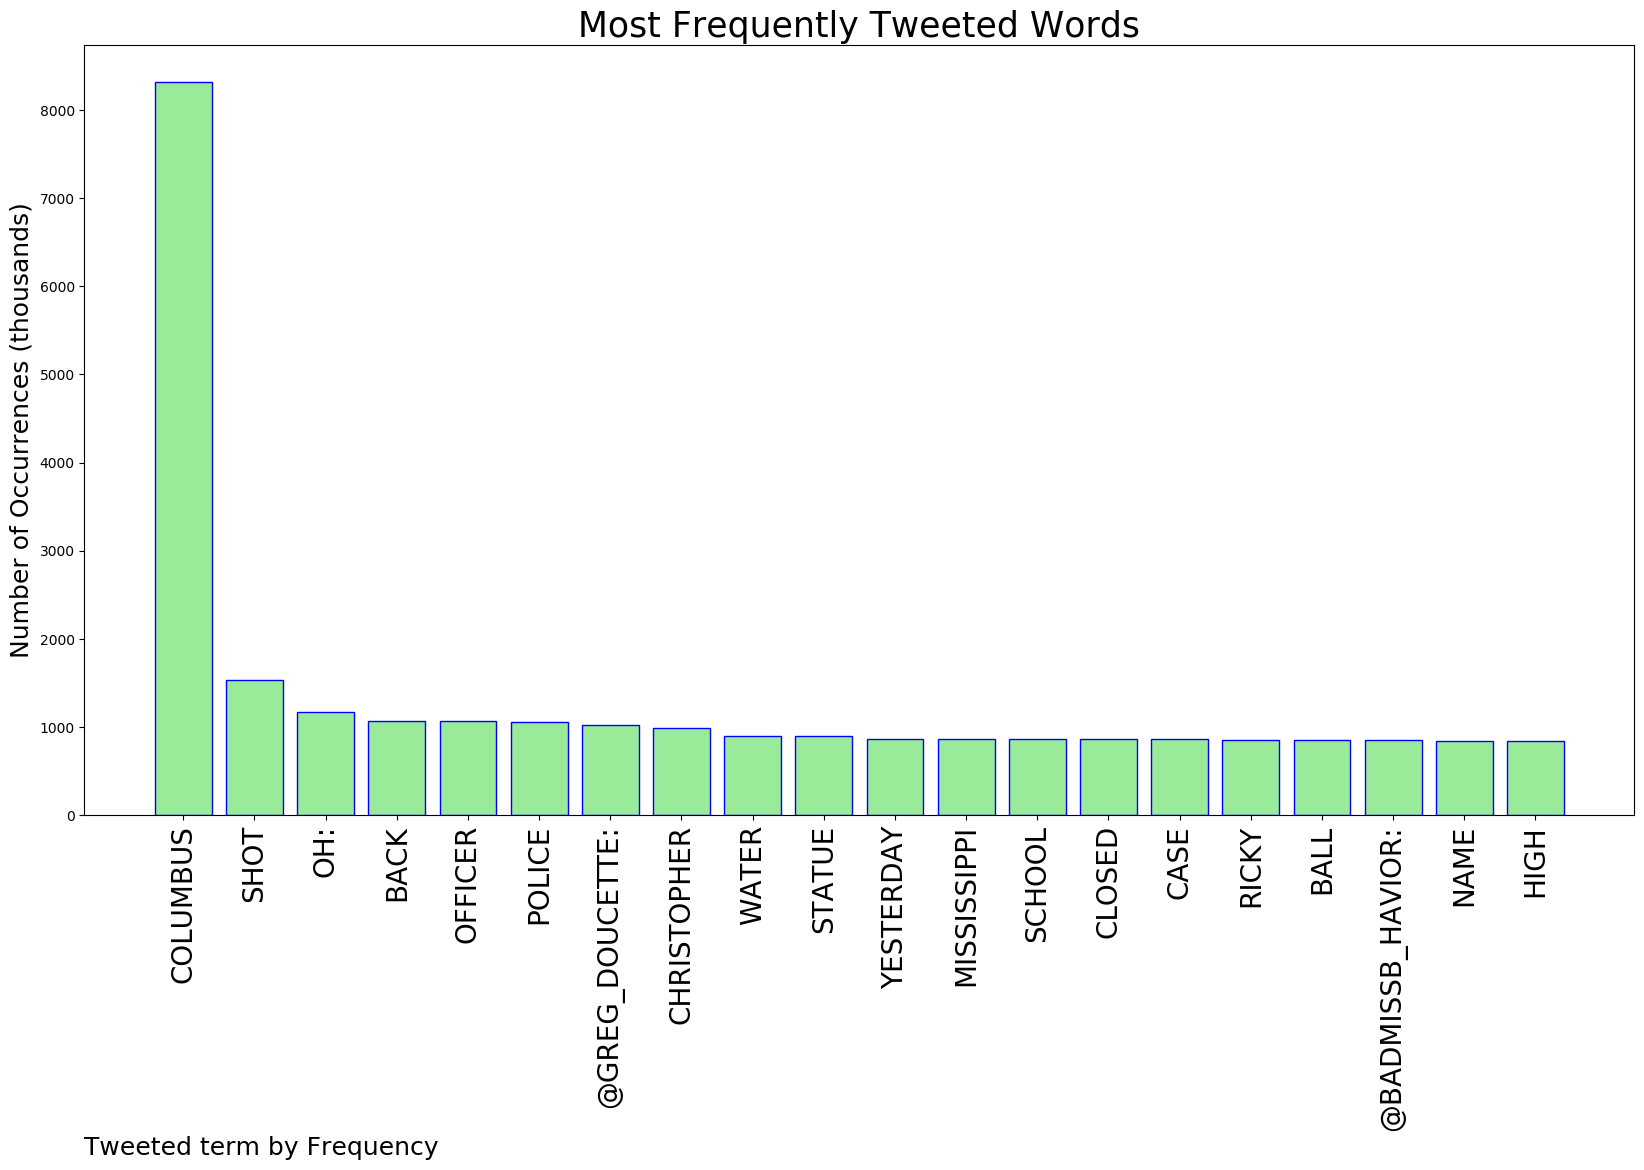 Most Frequently Tweeted Words
Number of Occurrences (thousands)
8000
7000
6000
5000
4000
3000
2000
1000
0
COLUMBUS
SHOT
OH:
BACK
OFFICER
POLICE
@GREG_DOUCETTE:
CHRISTOPHER
WATER
STATUE
YESTERDAY
MISSISSIPPI
SCHOOL
CLOSED
CASE
RICKY
BALL
@BADMISSB_HAVIOR:
NAME
HIGH
Tweeted term by Frequency